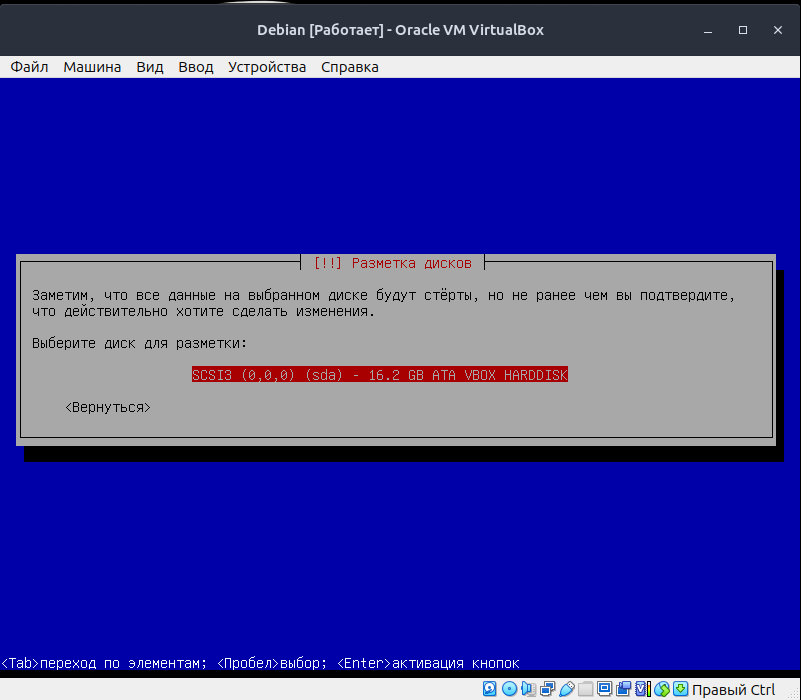 Debian [Работает] - Oracle VM VirtualBox
Файл Машина Вид Ввод Устройства Справка
[!!] Разметка дисков
Заметим, что все данные на выбранном диске будут стёрты, но не ранее чем вы подтвердите,
что действительно хотите сделать изменения.
Выберите диск для разметки:
SCSI3 (0,0,0) (sda) - 16.2 GB ATA VBOX HARDDISK
<Вернуться>
<Tab>переход по элементам; <Пробел>выбор; <Enter>активация кнопок
Правый Ctrl